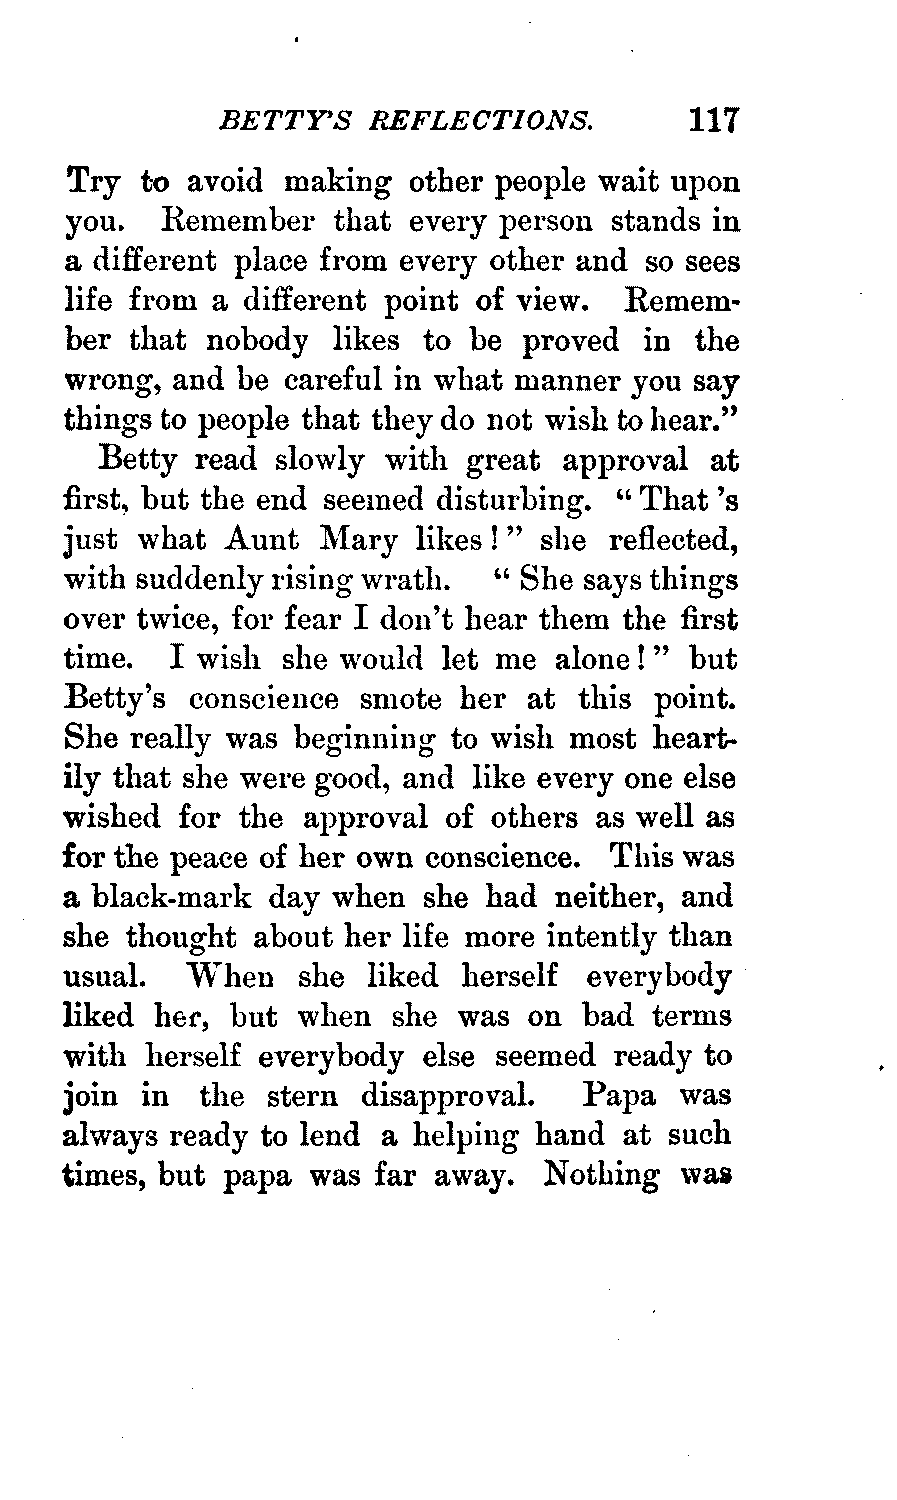 BETTY'S REFLECTIONS. 117
Try to avoid making other people wait upon
you. Remember that every person stands in
a different place from every other and so sees
life from a different point of view. Remem-
ber that nobody likes to be proved in the
wrong, and be careful in what manner you say
things to people that they do not wish to hear."
Betty read slowly with great approval at
first, but the end seemed disturbing. "That 's
just what Aunt Mary likes!" she reflected,
with suddenly rising wrath. "She says things
over twice, for fear I don't hear them the first
time. I wish she would let me alone!" but
Betty's conscience smote her at this point.
She really was beginning to wish most heart-
ily that she were good, and like every one else
wished for the approval of others as well as
for the peace of her own conscience. This was
a black-mark day when she had neither, and
she thought about her life more intently than
usual. When she liked herself everybody
liked her, but when she was on bad terms
with herself everybody else seemed ready to
join in the stern disapproval. Papa was
always ready to lend a helping hand at such
times, but papa was far away. Nothing was